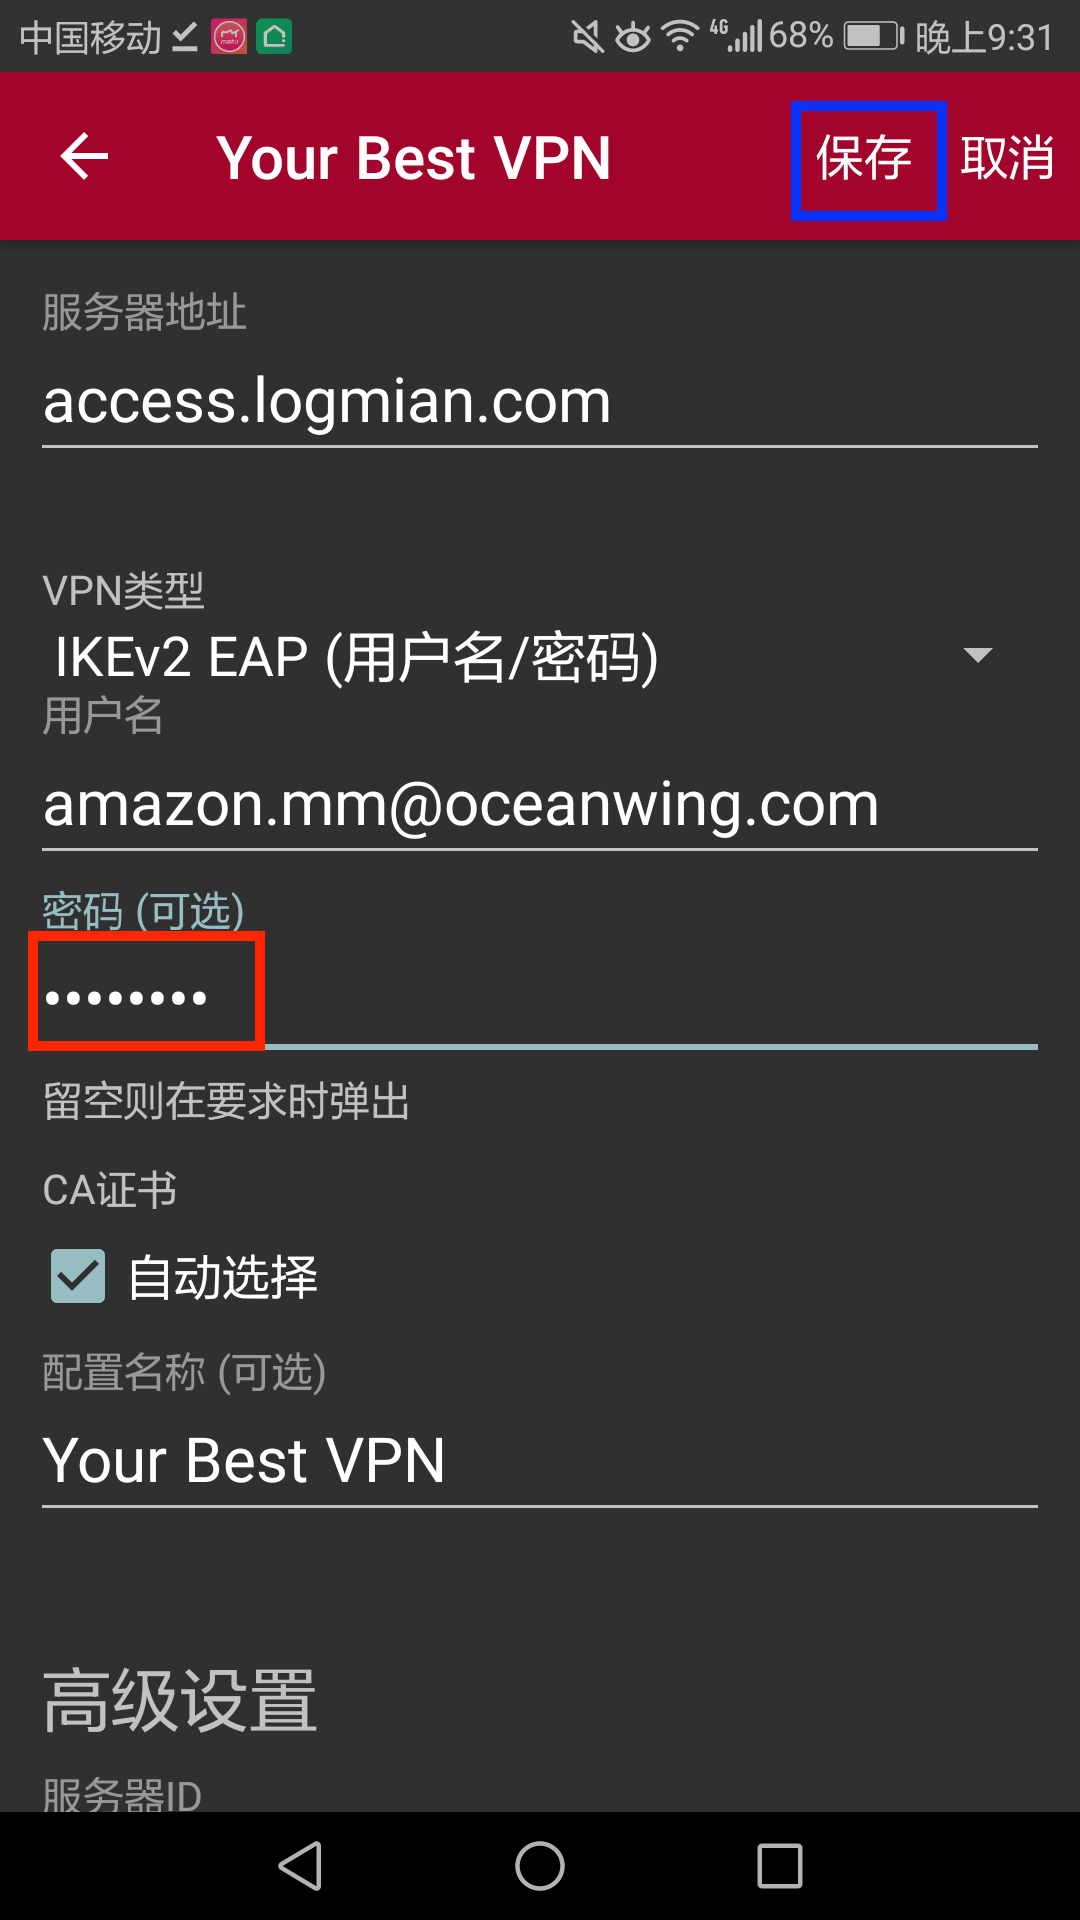 中国移动 4G 68% 晚上9:31
Your Best VPN 保存 取消
服务器地址
access.logmian.com
VPN类型
IKEv2 EAP (用户名/密码)
用户名
amazon.mm@oceanwing.com
密码 (可选)
••••••••
留空则在要求时弹出
CA证书
自动选择
配置名称 (可选)
Your Best VPN
高级设置
服务器ID